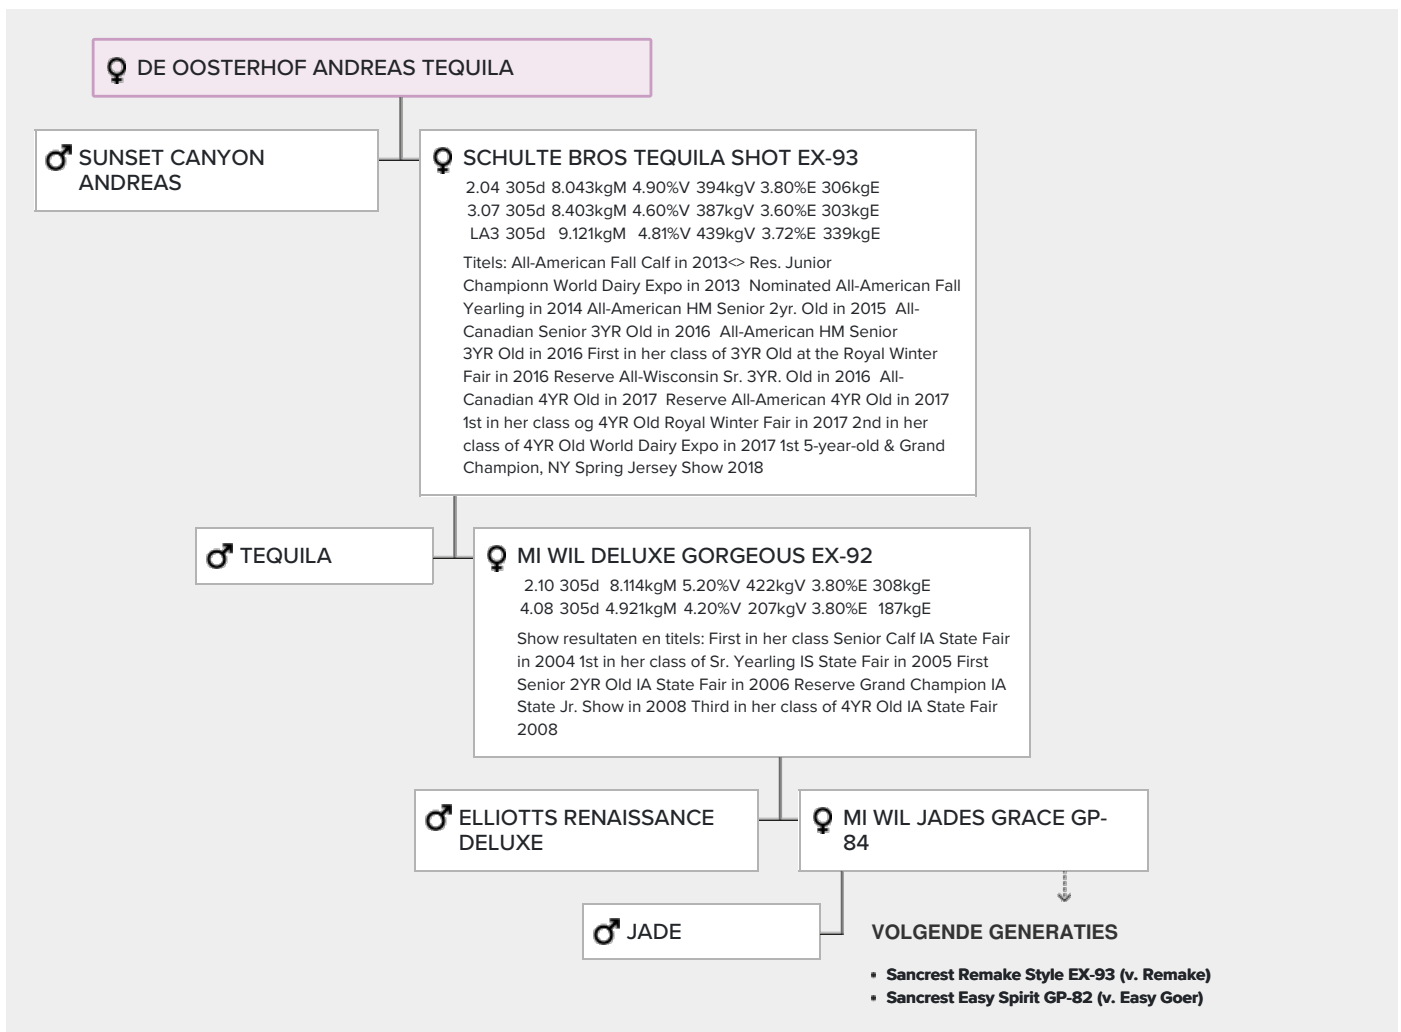 ♀ DE OOSTERHOF ANDREAS TEQUILA
♂ SUNSET CANYON
ANDREAS
♀ SCHULTE BROS TEQUILA SHOT EX-93
2.04 305d 8.043kgM 4.90%V 394kgV 3.80%E 306kgE
3.07 305d 8.403kgM 4.60%V 387kgV 3.60%E 303kgE
LA3 305d 9.121kgM 4.81%V 439kgV 3.72%E 339kgE
Titels: All-American Fall Calf in 2013<> Res. Junior
Championn World Dairy Expo in 2013 Nominated All-American Fall
Yearling in 2014 All-American HM Senior 2yr. Old in 2015 All-
Canadian Senior 3YR Old in 2016 All-American HM Senior
3YR Old in 2016 First in her class of 3YR Old at the Royal Winter
Fair in 2016 Reserve All-Wisconsin Sr. 3YR. Old in 2016 All-
Canadian 4YR Old in 2017 Reserve All-American 4YR Old in 2017
1st in her class og 4YR Old Royal Winter Fair in 2017 2nd in her
class of 4YR Old World Dairy Expo in 2017 1st 5-year-old & Grand
Champion, NY Spring Jersey Show 2018
♂ TEQUILA
♀ MI WIL DELUXE GORGEOUS EX-92
2.10 305d 8.114kgM 5.20%V 422kgV 3.80%E 308kgE
4.08 305d 4.921kgM 4.20%V 207kgV 3.80%E 187kgE
Show resultaten en titels: First in her class Senior Calf IA State Fair
in 2004 1st in her class of Sr. Yearling IS State Fair in 2005 First
Senior 2YR Old IA State Fair in 2006 Reserve Grand Champion IA
State Jr. Show in 2008 Third in her class of 4YR Old IA State Fair
2008
♂ ELLIOTTS RENAISSANCE
DELUXE
♀ MI WIL JADES GRACE GP-
84
♂ JADE
VOLGENDE GENERATIES
• Sancrest Remake Style EX-93 (v. Remake)
• Sancrest Easy Spirit GP-82 (v. Easy Goer)